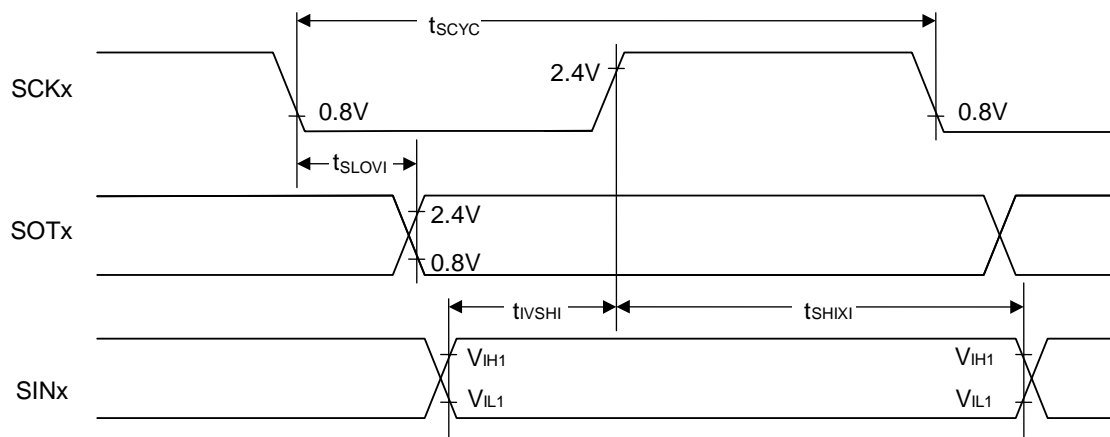 tSCYC
SCKx
2.4V
0.8V
0.8V
tSLOVI
SOTx
2.4V
0.8V
tIVSHI
tSHIXI
SINx
VIH1
VIH1
VIL1
VIL1